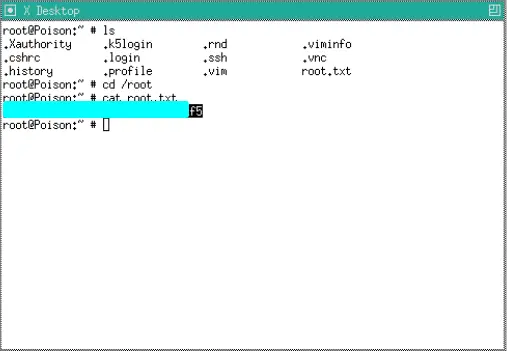 X Desktop
root@Poison:~ # ls
.Xauthority .k5login .rnd .viminfo
.cshrc .login .ssh .vnc
.history .profile .vim root.txt
root@Poison:~ # cd /root
root@Poison:~ # cat root.txt
f5
root@Poison:~ #